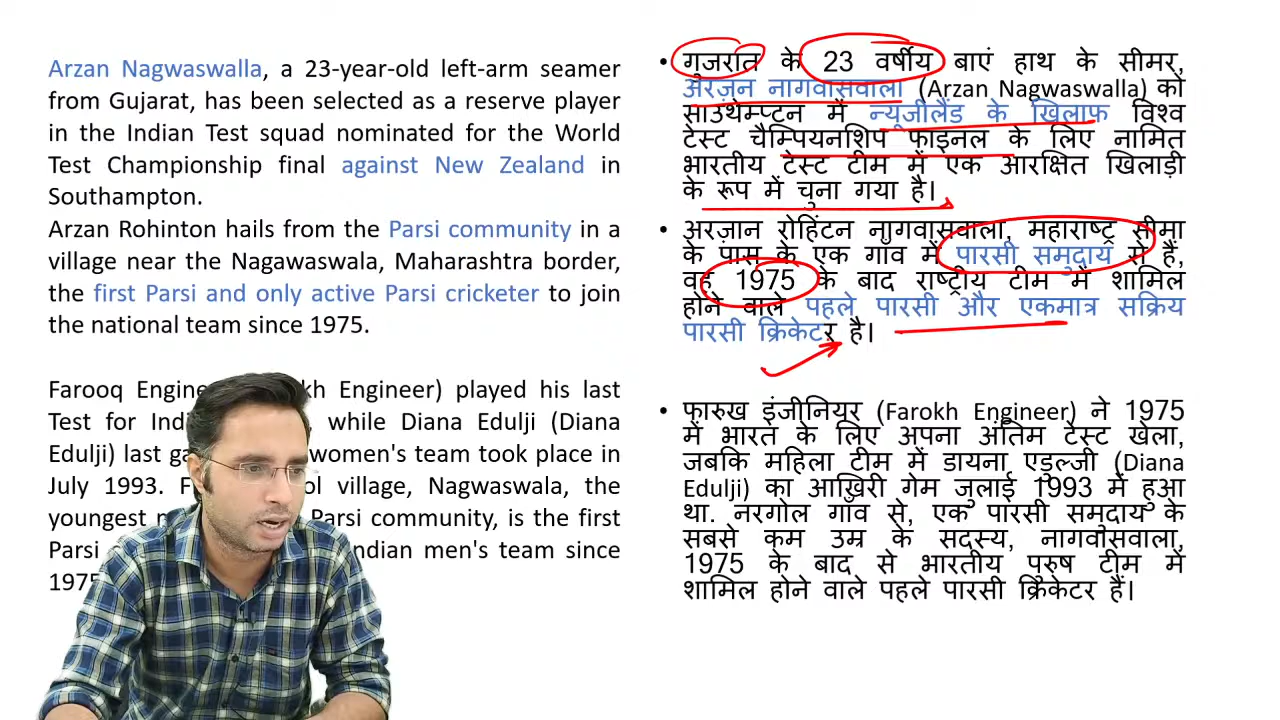 Arzan Nagwaswalla, a 23-year-old left-arm seamer
from Gujarat, has been selected as a reserve player
in the Indian Test squad nominated for the World
Test Championship final against New Zealand in
Southampton.
Arzan Rohinton hails from the Parsi community in a
village near the Nagawaswala, Maharashtra border,
the first Parsi and only active Parsi cricketer to join
the national team since 1975.
Farooq Engineer Engineer) played his last
Test for while Diana Edulji (Diana
Edulji) last women's team took place in
July 1993. village, Nagwaswala, the
youngest Parsi community, is the first
Parsi Indian men's team since
1975
• गुजरात के 23 वर्षीय बाएं हाथ के सीमर,
अरज़न नागवासवाला (Arzan Nagwaswalla) को
साउथेम्प्टन में न्यूजीलैंड के खिलाफ विश्व
टेस्ट चैम्पियनशिप फाइनल के लिए नामित
भारतीय टेस्ट टीम में एक आरक्षित खिलाड़ी
के रूप में चुना गया है।
• अरज़ान रोहिंटन नागवासवाला, महाराष्ट्र सीमा
के पास के एक गांव में पारसी समुदाय से हैं,
वह 1975 के बाद राष्ट्रीय टीम में शामिल
होने वाले पहले पारसी और एकमात्र सक्रिय
पारसी क्रिकेटर है।
• फारुख इंजीनियर (Farokh Engineer) ने 1975
में भारत के लिए अपना अंतिम टेस्ट खेला,
जबकि महिला टीम में डायना एडुल्जी (Diana
Edulji) का आखिरी गेम जुलाई 1993 में हुआ
था. नरगोल गाँव से, एक पारसी समुदाय के
सबसे कम उम्र के सदस्य, नागवासवाला,
1975 के बाद से भारतीय पुरुष टीम में
शामिल होने वाले पहले पारसी क्रिकेटर हैं।